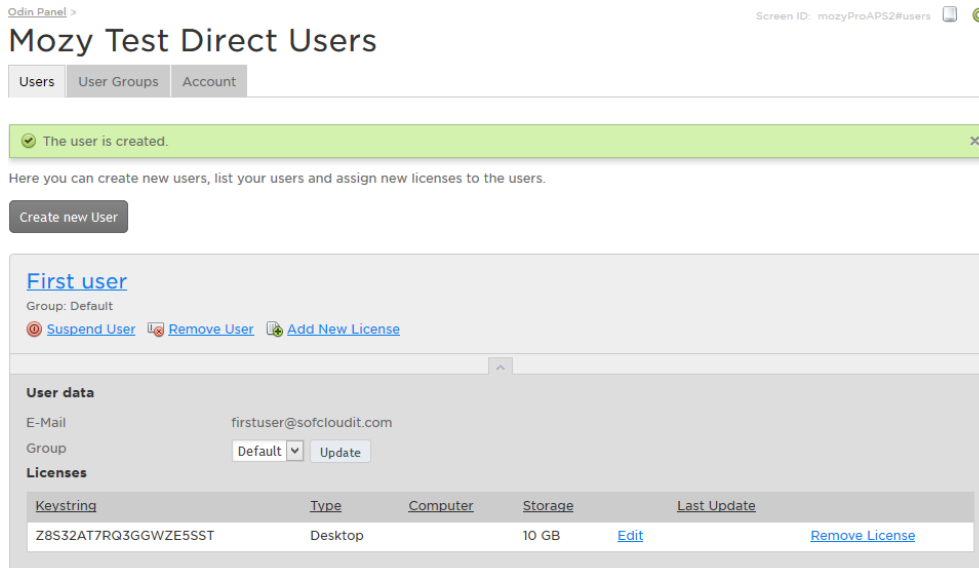 Odin Panel >
Screen ID: mozyProAPS2#users
Mozy Test Direct Users
Users User Groups Account
The user is created.
Here you can create new users, list your users and assign new licenses to the users.
Create new User
First user
Group: Default
Suspend User Remove User Add New License
User data
E-Mail firstuser@sofcloudit.com
Group Default Update
Licenses
Keystring Type Computer Storage Last Update
Z8S32AT7RQ3GGWZE5SST Desktop 10 GB Edit Remove License